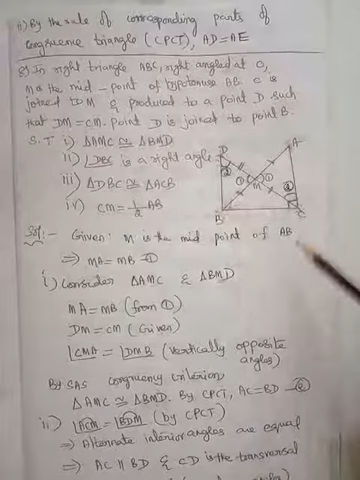 ii) By the rule of corresponding parts of
congruence triangle (CPCT), AD=AE
8) In right triangle ABC, right angled at C,
M is the mid-point of hypotenuse AB. C is
joined DM & produced to a point D such
that DM=CM. Point D is joined to point B.
S.T i) △AMC ≅ △BMD
ii) ∠DBC is a right angle
iii) △DBC ≅ △ACB
iv) CM = 1/2 AB
D
A
M
B
C
Sol:- Given: M is the mid point of AB
⇒ MA=MB ①
i) Consider △AMC & △BMD
MA=MB (from ①)
DM=CM (Given)
∠CMA = ∠DMB (vertically opposite
angles)
By SAS congruency criterion
△AMC ≅ △BMD. By CPCT, AC=BD ②
ii) ∠ACM = ∠BDM (by CPCT)
⇒ Alternate interior angles are equal
⇒ AC || BD & CD is the transversal